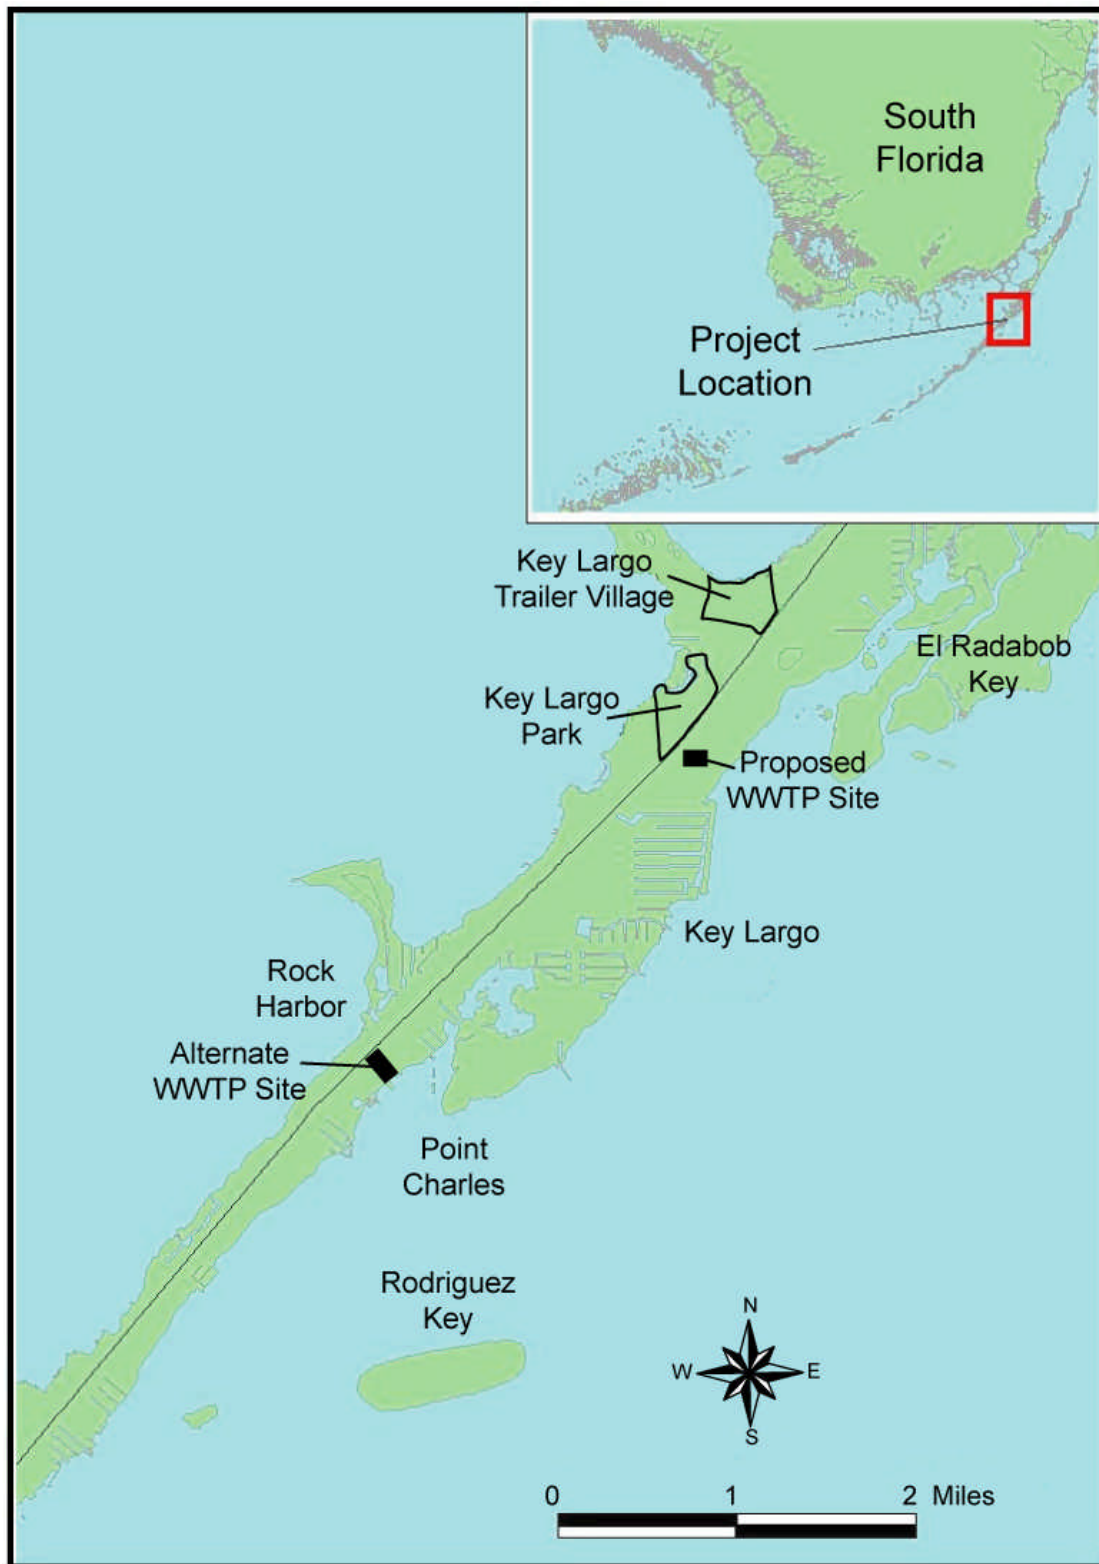 South
Florida
Project
Location
Key Largo
Trailer Village
El Radabob
Key
Key Largo
Park
Proposed
WWTP Site
Key Largo
Rock
Harbor
Alternate
WWTP Site
Point
Charles
Rodriguez
Key
N
W E
S
0 1 2 Miles